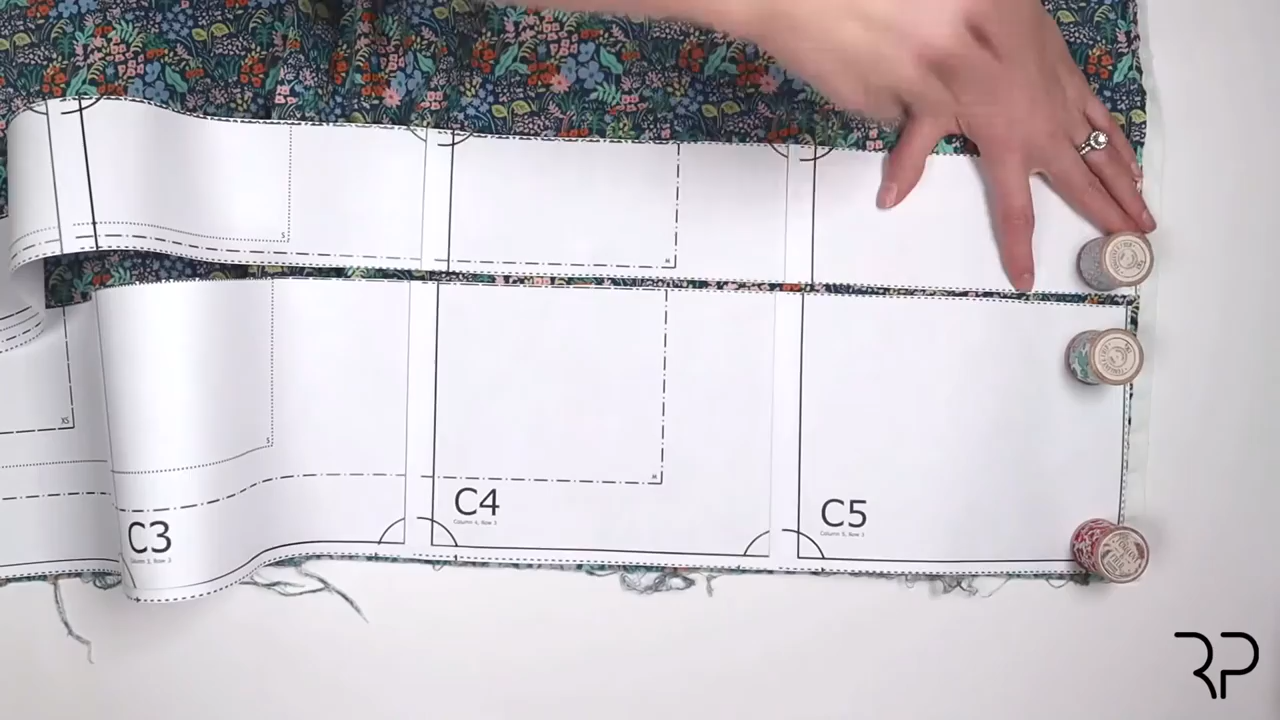 S
M
XS
S
M
C4
Column 4, Row 3
C5
Column 5, Row 3
C3
Column 3, Row 3
RP